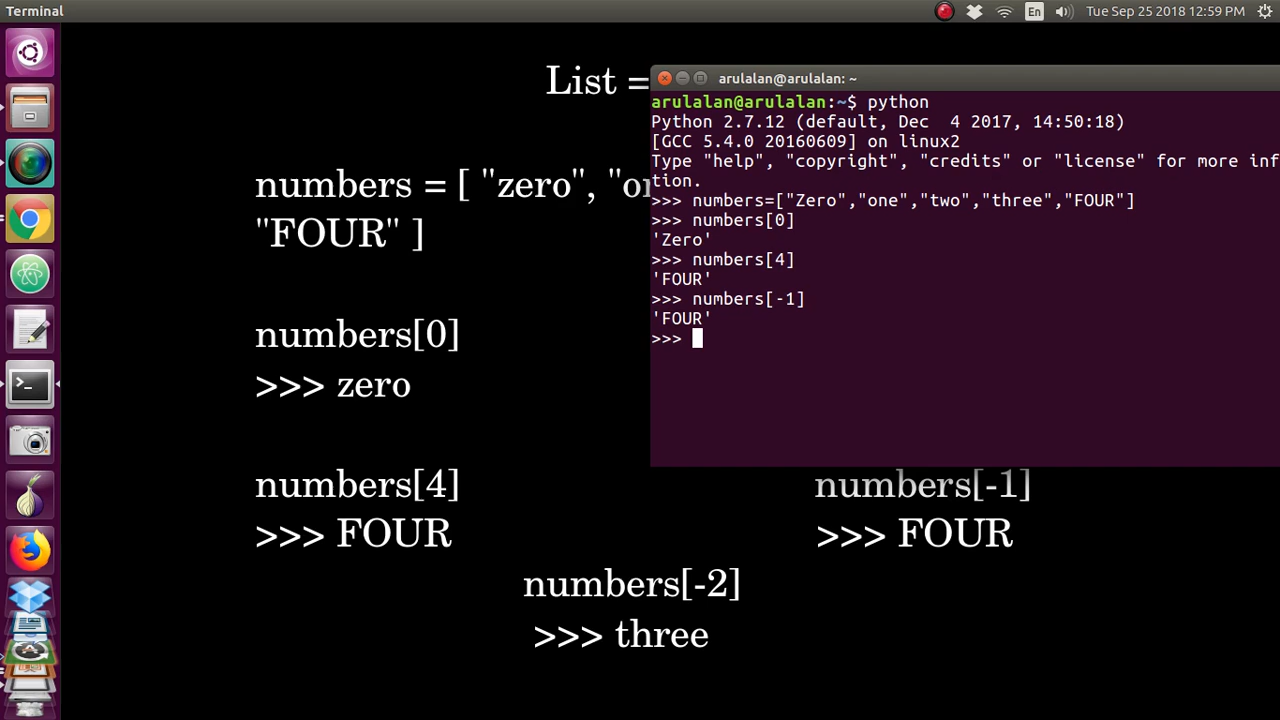 Terminal
En
Tue Sep 25 2018 12:59 PM
List =
numbers = [ "zero",
"FOUR" ]
numbers[0]
>>> zero
numbers[4]
>>> FOUR
numbers[-1]
>>> FOUR
numbers[-2]
>>> three
arulalan@arulalan: ~
arulalan@arulalan:~$ python
Python 2.7.12 (default, Dec  4 2017, 14:50:18)
[GCC 5.4.0 20160609] on linux2
Type "help", "copyright", "credits" or "license" for more inf
tion.
>>> numbers=["Zero","one","two","three","FOUR"]
>>> numbers[0]
'Zero'
>>> numbers[4]
'FOUR'
>>> numbers[-1]
'FOUR'
>>>